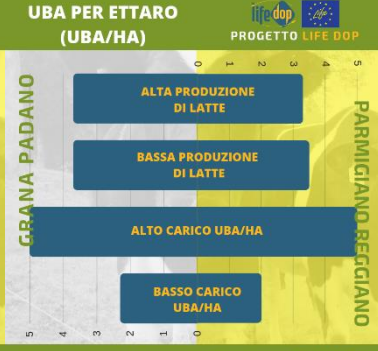 UBA PER ETTARO
(UBA/HA)
life dop
Life
PROGETTO LIFE DOP
0 1 2 3 4 5
GRANA PADANO
PARMIGIANO REGGIANO
ALTA PRODUZIONE
DI LATTE
BASSA PRODUZIONE
DI LATTE
ALTO CARICO UBA/HA
BASSO CARICO
UBA/HA
5 4 3 2 1 0